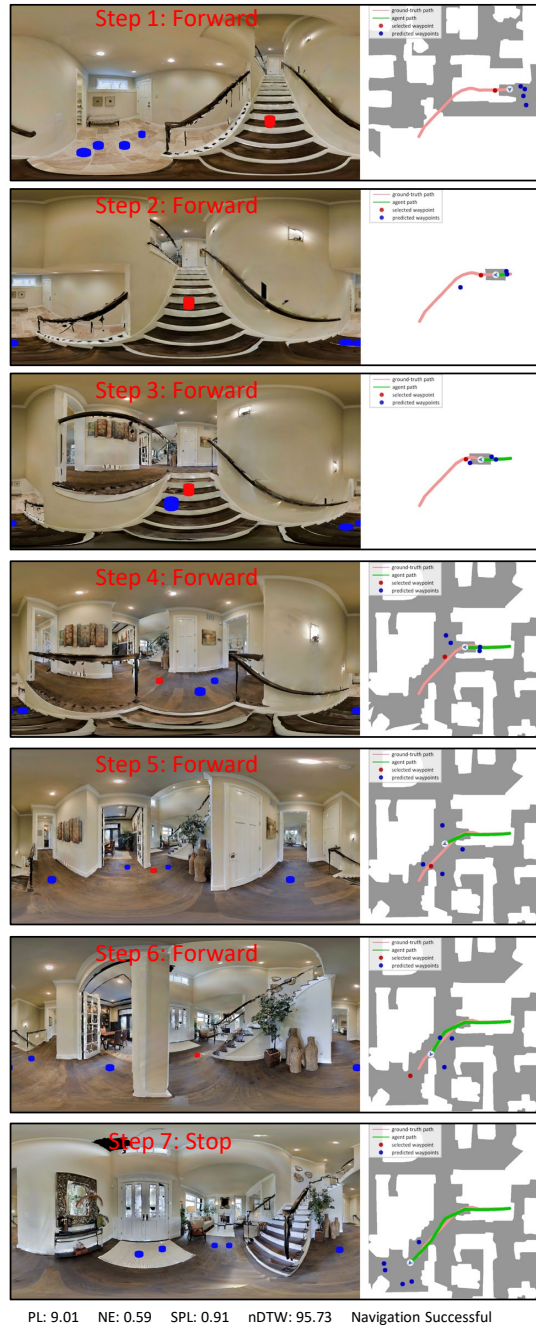 Step 1: Forward
ground-truth path
agent path
selected waypoint
predicted waypoints
Step 2: Forward
ground-truth path
agent path
selected waypoint
predicted waypoints
Step 3: Forward
ground-truth path
agent path
selected waypoint
predicted waypoints
Step 4: Forward
ground-truth path
agent path
selected waypoint
predicted waypoints
Step 5: Forward
ground-truth path
agent path
selected waypoint
predicted waypoints
Step 6: Forward
ground-truth path
agent path
selected waypoint
predicted waypoints
Step 7: Stop
ground-truth path
agent path
selected waypoint
predicted waypoints
PL: 9.01 NE: 0.59 SPL: 0.91 nDTW: 95.73 Navigation Successful